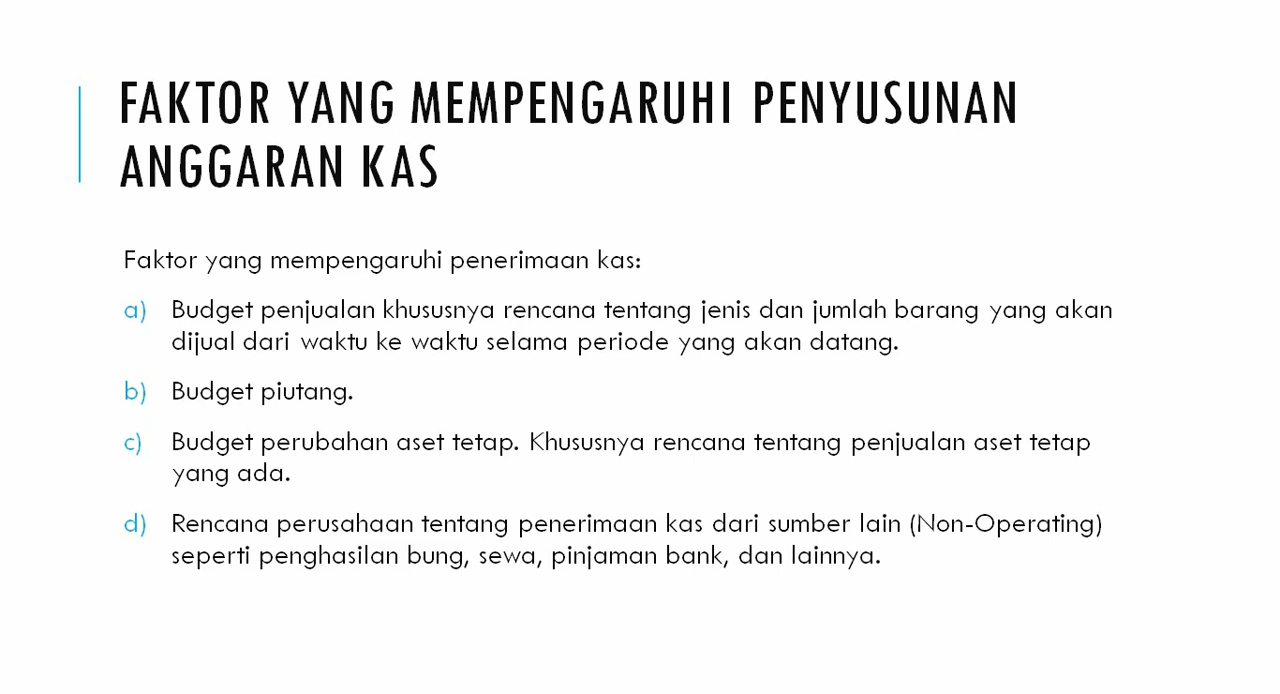 FAKTOR YANG MEMPENGARUHI PENYUSUNAN
ANGGARAN KAS
Faktor yang mempengaruhi penerimaan kas:
a) Budget penjualan khususnya rencana tentang jenis dan jumlah barang yang akan
dijual dari waktu ke waktu selama periode yang akan datang.
b) Budget piutang.
c) Budget perubahan aset tetap. Khususnya rencana tentang penjualan aset tetap
yang ada.
d) Rencana perusahaan tentang penerimaan kas dari sumber lain (Non-Operating)
seperti penghasilan bung, sewa, pinjaman bank, dan lainnya.